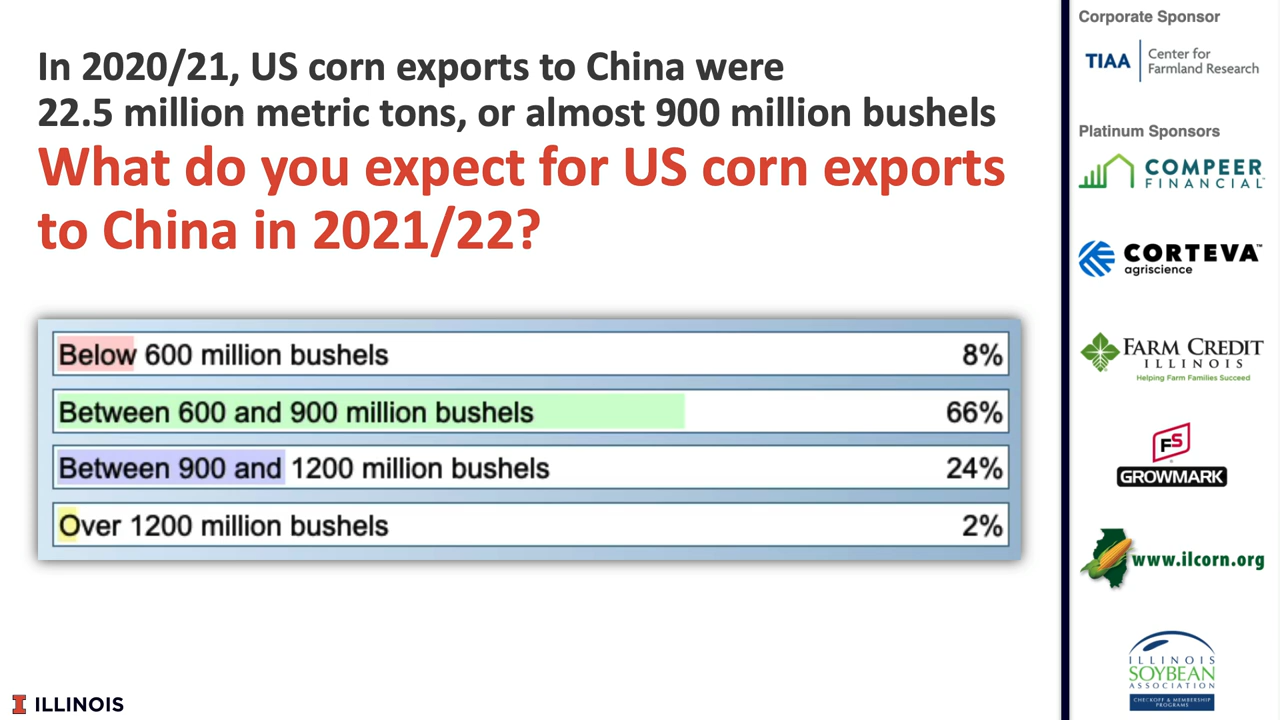 In 2020/21, US corn exports to China were
22.5 million metric tons, or almost 900 million bushels
What do you expect for US corn exports
to China in 2021/22?
Below 600 million bushels 8%
Between 600 and 900 million bushels 66%
Between 900 and 1200 million bushels 24%
Over 1200 million bushels 2%
I ILLINOIS
Corporate Sponsor
TIAA Center for
Farmland Research
Platinum Sponsors
COMPEER
FINANCIAL
CORTEVA™
agriscience
FARM CREDIT
ILLINOIS
Helping Farm Families Succeed
FS
GROWMARK
www.ilcorn.org
ILLINOIS
SOYBEAN
ASSOCIATION
CHECKOFF & MEMBERSHIP
PROGRAMS